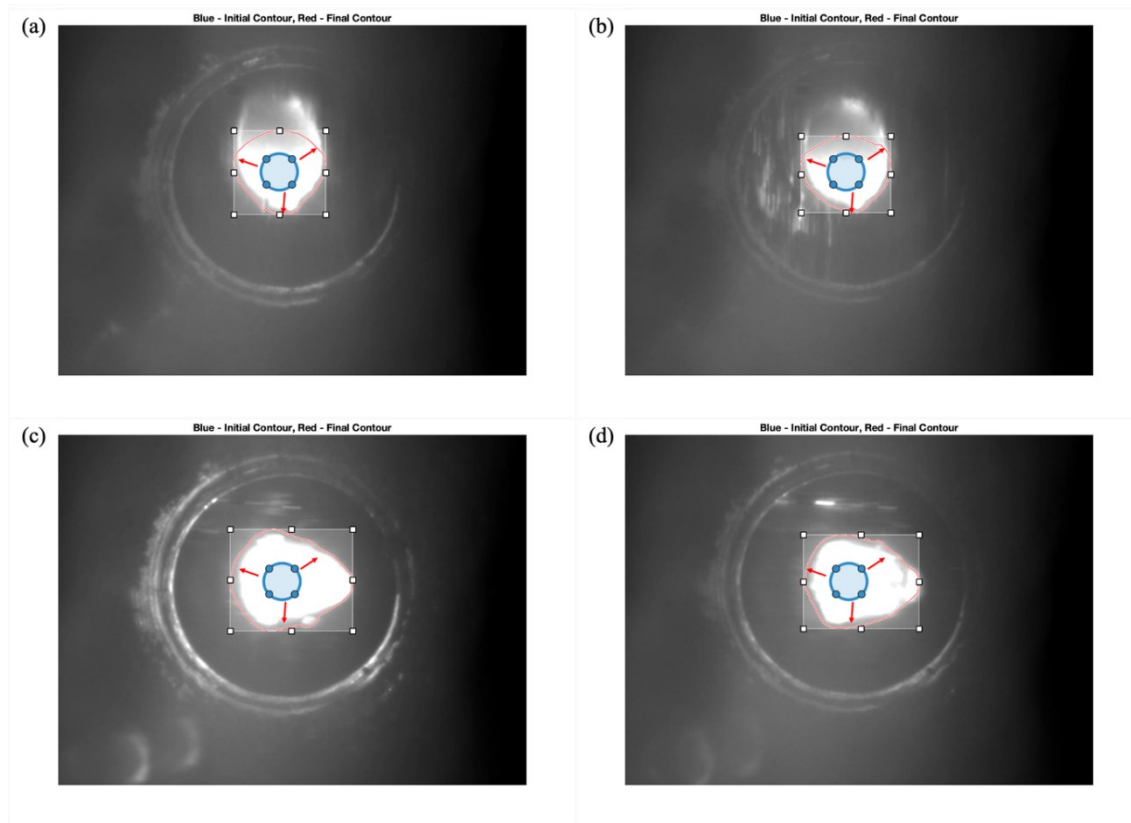 (a)
Blue - Initial Contour, Red - Final Contour
(b)
Blue - Initial Contour, Red - Final Contour
(c)
Blue - Initial Contour, Red - Final Contour
(d)
Blue - Initial Contour, Red - Final Contour